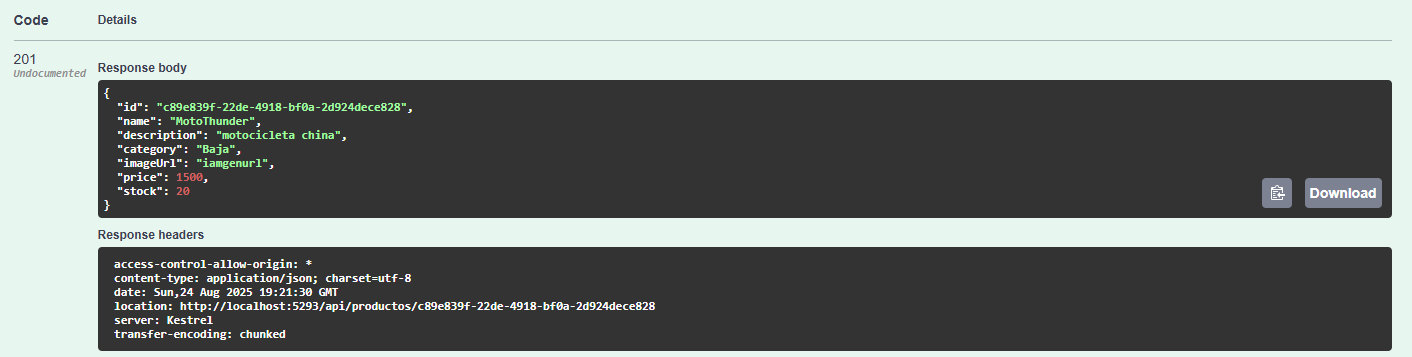 Code Details
201
Undocumented
Response body
{
  "id": "c89e839f-22de-4918-bf0a-2d924dece828",
  "name": "MotoThunder",
  "description": "motocicleta china",
  "category": "Baja",
  "imageUrl": "iamgenurl",
  "price": 1500,
  "stock": 20
}
Download
Response headers
access-control-allow-origin: *
content-type: application/json; charset=utf-8
date: Sun,24 Aug 2025 19:21:30 GMT
location: http://localhost:5293/api/productos/c89e839f-22de-4918-bf0a-2d924dece828
server: Kestrel
transfer-encoding: chunked